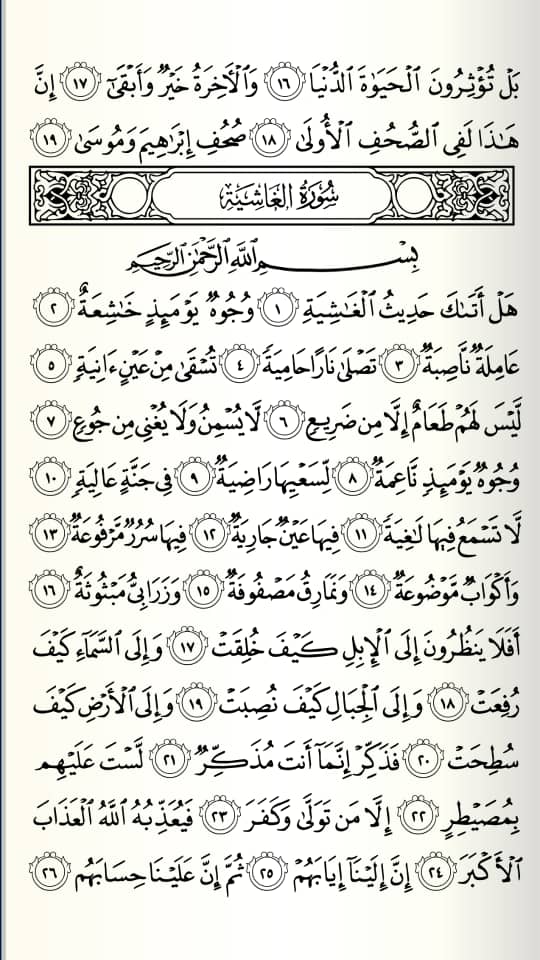 بَلْ تُؤْثِرُونَ ٱلْحَيَوٰةَ ٱلدُّنْيَا ١٦ وَٱلْأَخِرَةُ خَيْرٌ وَأَبْقَىٰٓ ١٧ إِنَّ
هَـٰذَا لَفِى ٱلصُّحُفِ ٱلْأُولَىٰ ١٨ صُحُفِ إِبْرَٰهِيمَ وَمُوسَىٰ ١٩
سُورَةُ الغَاشِيَةِ
بِسْمِ ٱللَّهِ ٱلرَّحْمَـٰنِ ٱلرَّحِيمِ
هَلْ أَتَىٰكَ حَدِيثُ ٱلْغَـٰشِيَةِ ١ وُجُوهٌ يَوْمَئِذٍ خَـٰشِعَةٌ ٢
عَامِلَةٌ نَّاصِبَةٌ ٣ تَصْلَىٰ نَارًا حَامِيَةً ٤ تُسْقَىٰ مِنْ عَيْنٍ ءَانِيَةٍ ٥
لَّيْسَ لَهُمْ طَعَامٌ إِلَّا مِن ضَرِيعٍ ٦ لَّا يُسْمِنُ وَلَا يُغْنِى مِن جُوعٍ ٧
وُجُوهٌ يَوْمَئِذٍ نَّاعِمَةٌ ٨ لِّسَعْيِهَا رَاضِيَةٌ ٩ فِى جَنَّةٍ عَالِيَةٍ ١٠
لَّا تَسْمَعُ فِيهَا لَـٰغِيَةً ١١ فِيهَا عَيْنٌ جَارِيَةٌ ١٢ فِيهَا سُرُرٌ مَّرْفُوعَةٌ ١٣
وَأَكْوَابٌ مَّوْضُوعَةٌ ١٤ وَنَمَارِقُ مَصْفُوفَةٌ ١٥ وَزَرَابِىُّ مَبْثُوثَةٌ ١٦
أَفَلَا يَنظُرُونَ إِلَى ٱلْإِبِلِ كَيْفَ خُلِقَتْ ١٧ وَإِلَى ٱلسَّمَآءِ كَيْفَ
رُفِعَتْ ١٨ وَإِلَى ٱلْجِبَالِ كَيْفَ نُصِبَتْ ١٩ وَإِلَى ٱلْأَرْضِ كَيْفَ
سُطِحَتْ ٢٠ فَذَكِّرْ إِنَّمَآ أَنتَ مُذَكِّرٌ ٢١ لَّسْتَ عَلَيْهِم
بِمُصَيْطِرٍ ٢٢ إِلَّا مَن تَوَلَّىٰ وَكَفَرَ ٢٣ فَيُعَذِّبُهُ ٱللَّهُ ٱلْعَذَابَ
ٱلْأَكْبَرَ ٢٤ إِنَّ إِلَيْنَآ إِيَابَهُمْ ٢٥ ثُمَّ إِنَّ عَلَيْنَا حِسَابَهُم ٢٦